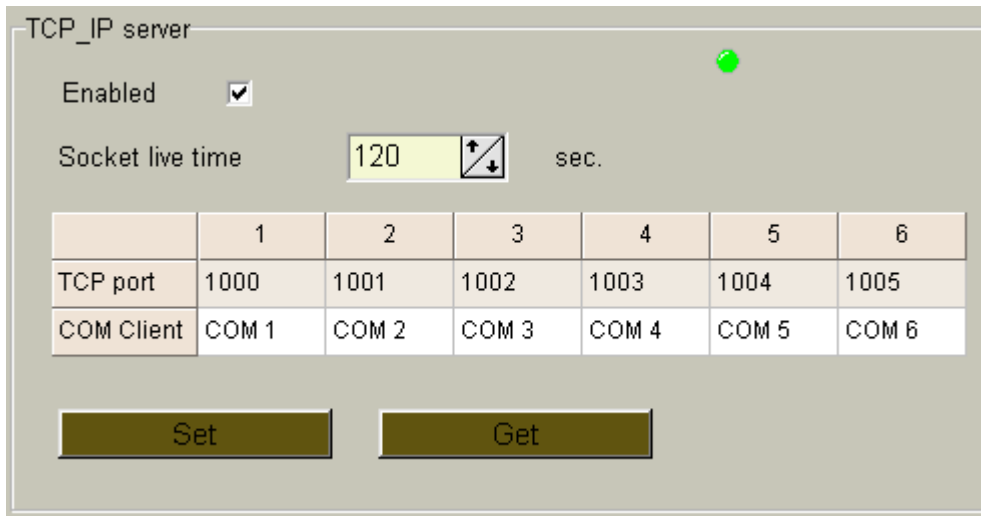 TCP_IP server
Enabled
Socket live time 120 sec.
1 2 3 4 5 6
TCP port 1000 1001 1002 1003 1004 1005
COM Client COM 1 COM 2 COM 3 COM 4 COM 5 COM 6
Set Get